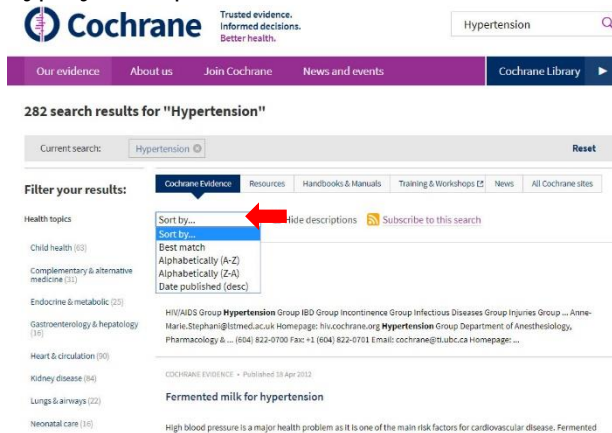 Cochrane
Trusted evidence.
Informed decisions.
Better health.
Hypertension
Our evidence About us Join Cochrane News and events Cochrane Library
282 search results for "Hypertension"
Current search: Hypertension Reset
Filter your results:
Cochrane Evidence Resources Handbooks & Manuals Training & Workshops News All Cochrane sites
Health topics
Sort by... Hide descriptions Subscribe to this search
Sort by...
Best match
Alphabetically (A-Z)
Alphabetically (Z-A)
Date published (desc)
Child health (63)
Complementary & alternative
medicine (31)
Endocrine & metabolic (25)
Gastroenterology & hepatology
(16)
Heart & circulation (90)
Kidney disease (84)
Lungs & airways (22)
Neonatal care (16)
HIV/AIDS Group Hypertension Group IBD Group Incontinence Group Infectious Diseases Group Injuries Group ... Anne-
Marie.Stephani@lstmed.ac.uk Homepage: hiv.cochrane.org Hypertension Group Department of Anesthesiology,
Pharmacology & ... (604) 822-0700 Fax: +1 (604) 822-0701 Email: cochrane@ti.ubc.ca Homepage: ...
COCHRANE EVIDENCE • Published 18 Apr 2012
Fermented milk for hypertension
High blood pressure is a major health problem as it is one of the main risk factors for cardiovascular disease. Fermented